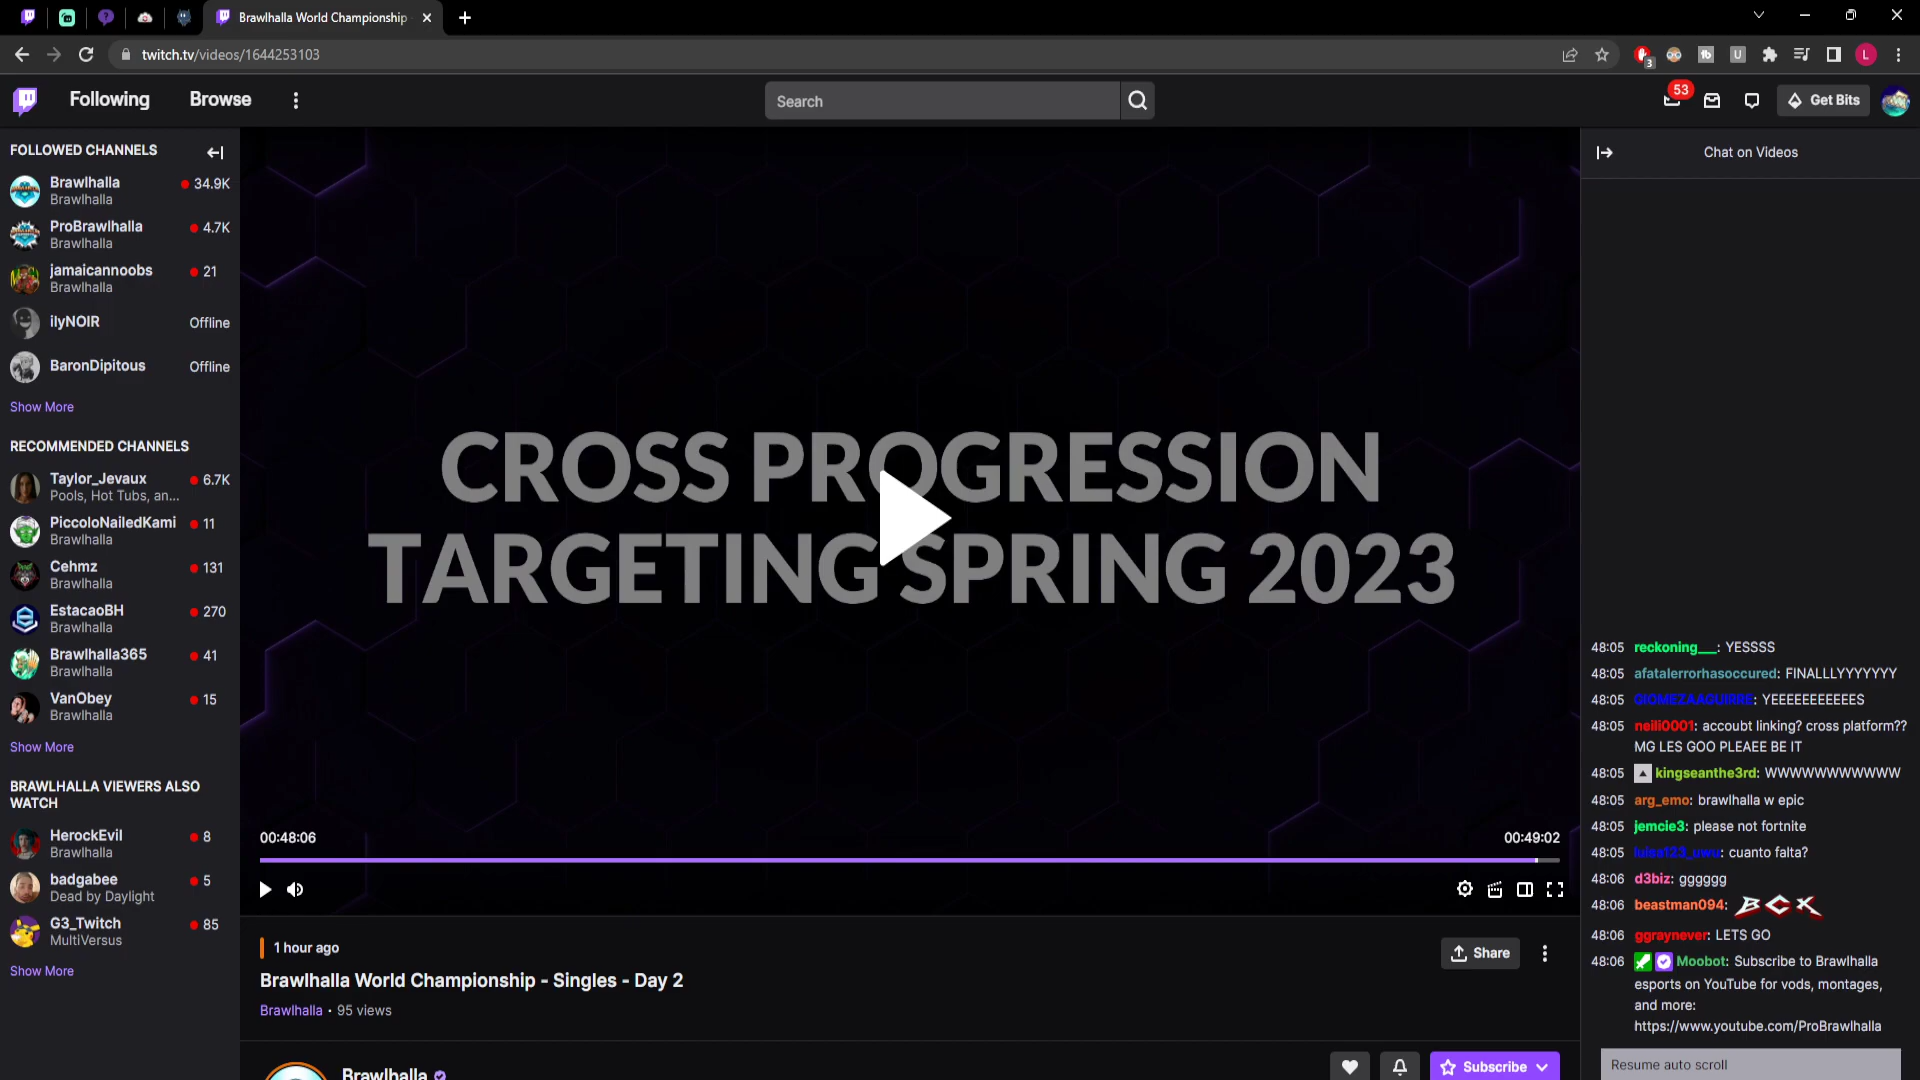 Brawlhalla World Championship
twitch.tv/videos/1644253103
3
L
Following
Browse
Search
53
Get Bits
FOLLOWED CHANNELS
Brawlhalla
34.9K
Brawlhalla
ProBrawlhalla
4.7K
Brawlhalla
jamaicannoobs
21
Brawlhalla
ilyNOIR
Offline
BaronDipitous
Offline
Show More
RECOMMENDED CHANNELS
Taylor_Jevaux
6.7K
Pools, Hot Tubs, an...
PiccoloNailedKami
11
Brawlhalla
Cehmz
131
Brawlhalla
EstacaoBH
270
Brawlhalla
Brawlhalla365
41
Brawlhalla
VanObey
15
Brawlhalla
Show More
BRAWLHALLA VIEWERS ALSO
WATCH
HerockEvil
8
Brawlhalla
badgabee
5
Dead by Daylight
G3_Twitch
85
MultiVersus
Show More
CROSS PROGRESSION
TARGETING SPRING 2023
00:48:06
00:49:02
1 hour ago
Share
Brawlhalla World Championship - Singles - Day 2
Brawlhalla • 95 views
Brawlhalla
Subscribe
Chat on Videos
48:05 reckoning___: YESSSS
48:05 afatalerrorhasoccured: FINALLLYYYYYYY
48:05 GIOMEZAAGUIRRE: YEEEEEEEEEEES
48:05 neili0001: accoubt linking? cross platform??
MG LES GOO PLEAEE BE IT
48:05 kingseanthe3rd: WWWWWWWWWWW
48:05 arg_emo: brawlhalla w epic
48:05 jemcie3: please not fortnite
48:05 luisa123_uwu: cuanto falta?
48:06 d3biz: gggggg
48:06 beastman094: BCK
48:06 ggraynever: LETS GO
48:06 Moobot: Subscribe to Brawlhalla
esports on YouTube for vods, montages,
and more:
https://www.youtube.com/ProBrawlhalla
Resume auto scroll